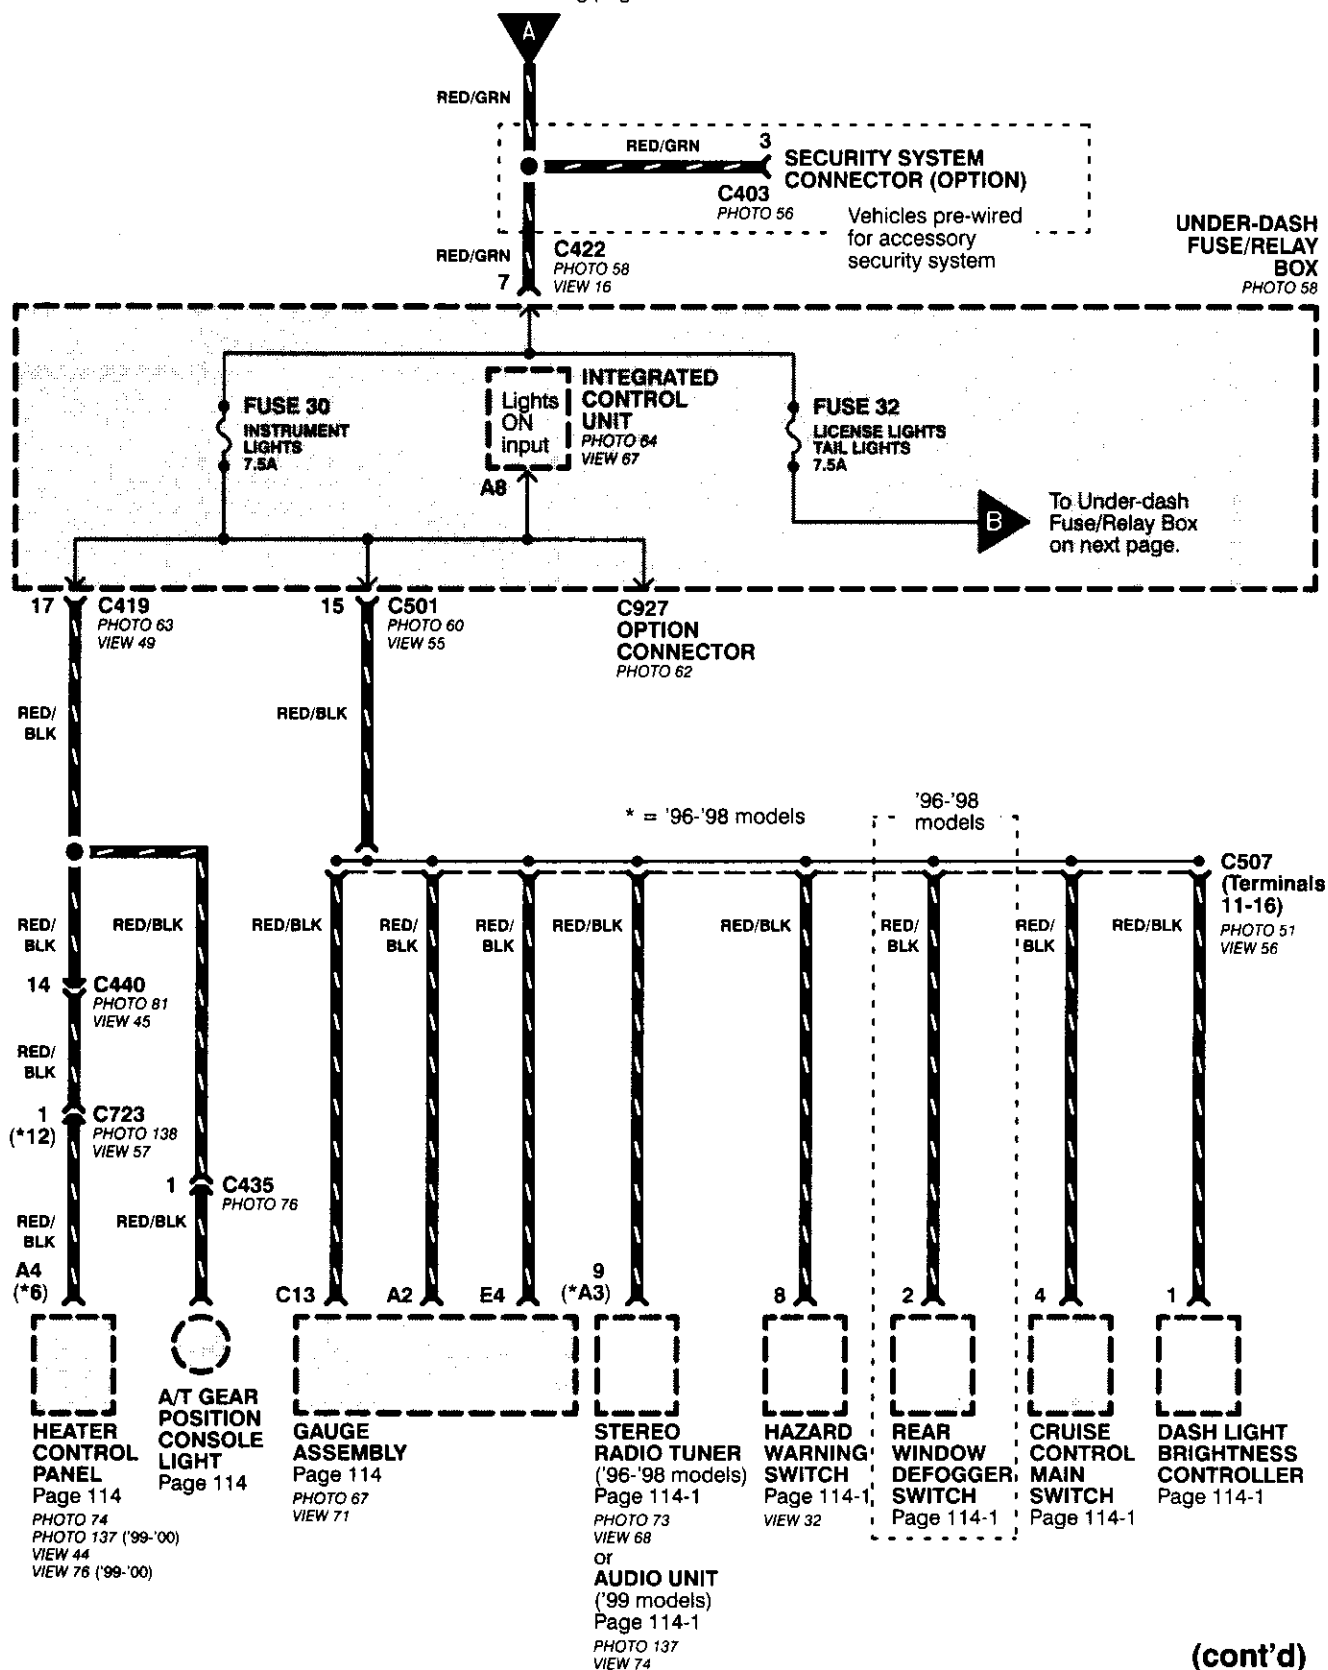 A
RED/GRN
RED/GRN
3
SECURITY SYSTEM
CONNECTOR (OPTION)
C403
PHOTO 56
Vehicles pre-wired
for accessory
security system
RED/GRN
7
C422
PHOTO 58
VIEW 16
UNDER-DASH
FUSE/RELAY
BOX
PHOTO 58
FUSE 30
INSTRUMENT
LIGHTS
7.5A
Lights
ON
input
A8
INTEGRATED
CONTROL
UNIT
PHOTO 64
VIEW 67
FUSE 32
LICENSE LIGHTS
TAIL LIGHTS
7.5A
B
To Under-dash
Fuse/Relay Box
on next page.
17
C419
PHOTO 63
VIEW 49
15
C501
PHOTO 60
VIEW 55
C927
OPTION
CONNECTOR
PHOTO 62
RED/
BLK
RED/BLK
* = '96-'98 models
'96-'98
models
C507
(Terminals
11-16)
PHOTO 51
VIEW 56
RED/
BLK
RED/BLK
RED/BLK
RED/
BLK
RED/
BLK
RED/BLK
RED/BLK
RED/
BLK
RED/
BLK
RED/BLK
14
C440
PHOTO 81
VIEW 45
RED/
BLK
1
(*12)
C723
PHOTO 138
VIEW 57
1
C435
PHOTO 76
RED/
BLK
RED/BLK
A4
(*6)
C13
A2
E4
9
(*A3)
8
2
4
1
HEATER
CONTROL
PANEL
Page 114
PHOTO 74
PHOTO 137 ('99-'00)
VIEW 44
VIEW 76 ('99-'00)
A/T GEAR
POSITION
CONSOLE
LIGHT
Page 114
GAUGE
ASSEMBLY
Page 114
PHOTO 67
VIEW 71
STEREO
RADIO TUNER
('96-'98 models)
Page 114-1
PHOTO 73
VIEW 68
or
AUDIO UNIT
('99 models)
Page 114-1
PHOTO 137
VIEW 74
HAZARD
WARNING
SWITCH
Page 114-1
VIEW 32
REAR
WINDOW
DEFOGGER
SWITCH
Page 114-1
CRUISE
CONTROL
MAIN
SWITCH
Page 114-1
DASH LIGHT
BRIGHTNESS
CONTROLLER
Page 114-1
(cont'd)